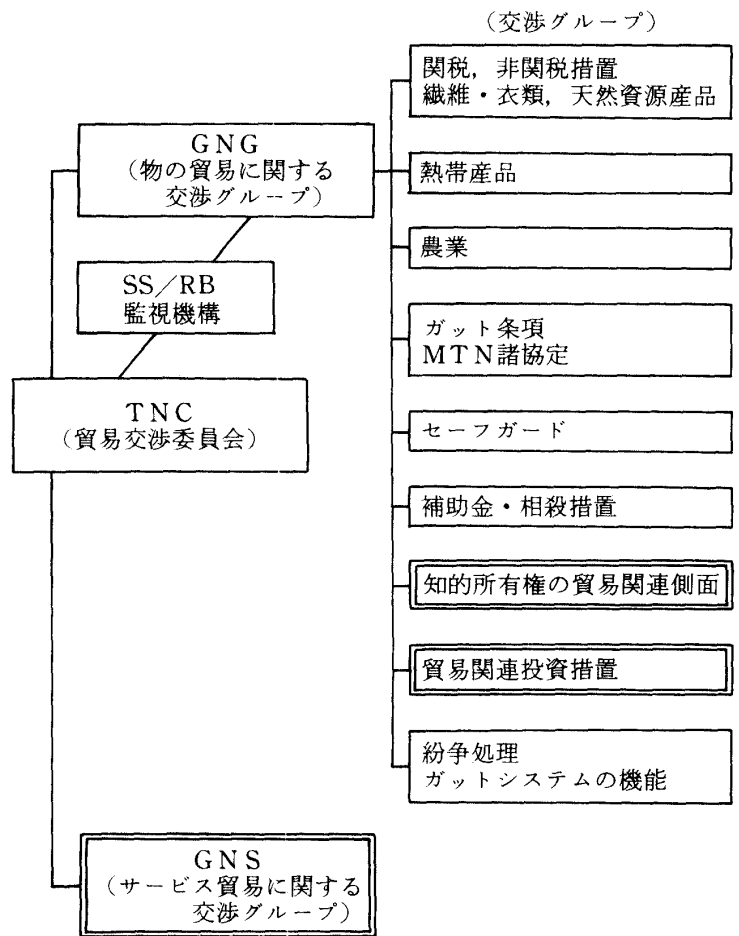 (交渉グループ)
関税，非関税措置
繊維・衣類，天然資源産品
GNG
(物の貿易に関する
交渉グループ)
熱帯産品
農業
SS／RB
監視機構
ガット条項
MTN諸協定
TNC
(貿易交渉委員会)
セーフガード
補助金・相殺措置
知的所有権の貿易関連側面
貿易関連投資措置
紛争処理
ガットシステムの機能
GNS
(サービス貿易に関する
交渉グループ)